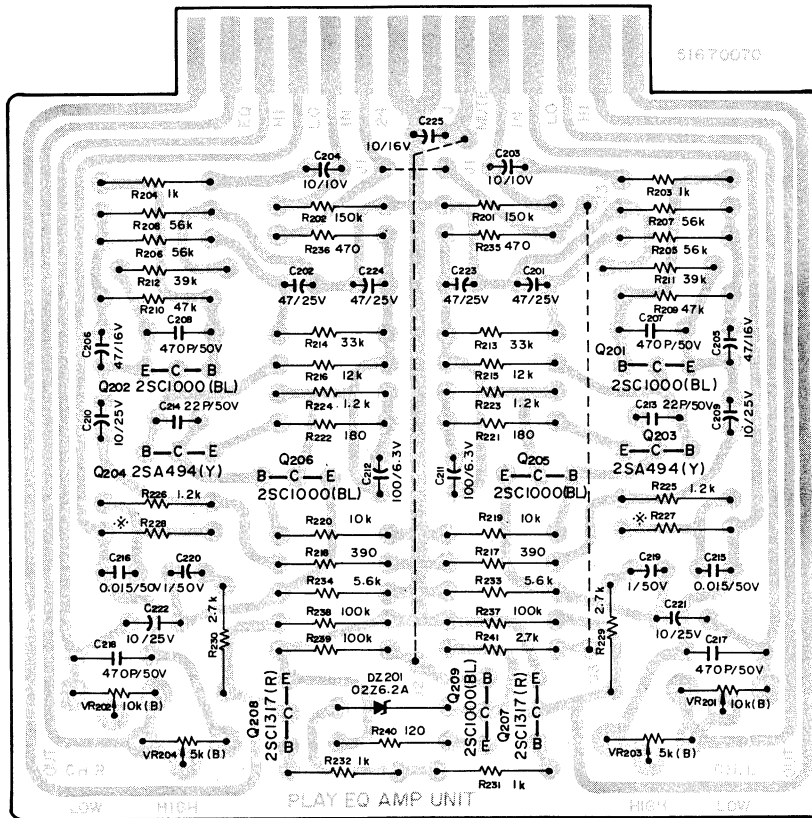 51670070
EQ HI LO IN 24 MUTE IN LO HI
C225
10/16V
C204
10/10V
C203
10/10V
R204 1k
R203 1k
R202 150k
R201 150k
R208 56k
R207 56k
R236 470
R235 470
R206 56k
R205 56k
R212 39k
R211 39k
C202
47/25V
C224
47/25V
C223
47/25V
C201
47/25V
R210 47k
R209 47k
C208
470P/50V
C207
470P/50V
C206
47/16V
C205
47/16V
R214 33k
R213 33k
Q202 E-C-B
2SC1000(BL)
Q201
B-C-E
2SC1000(BL)
R216 12k
R215 12k
R224 1.2k
R223 1.2k
C210
10/25V
C214 22P/50V
C213 22P/50V
C209
10/25V
R222 180
R221 180
B-C-E
Q204 2SA494(Y)
Q203
E-C-B
2SA494(Y)
Q206
B-C-E
2SC1000(BL)
C212
100/6.3V
C211
100/6.3V
Q205
E-C-B
2SC1000(BL)
R226 1.2k
R225 1.2k
※
R228
※
R227
R220 10k
R219 10k
R218 390
R217 390
C216
0.015/50V
C220
1/50V
C219
1/50V
C215
0.015/50V
R234 5.6k
R233 5.6k
2.7k
R230
2.7k
R229
C222
10/25V
C221
10/25V
R238 100k
R237 100k
R239 100k
R241 2.7k
C218
470P/50V
C217
470P/50V
VR202 10k(B)
VR201 10k(B)
Q208
2SC1317(R)
E C B
DZ201
02Z6.2A
Q209
2SC1000(BL)
B C E
Q207
2SC1317(R)
E C B
R240 120
VR204 5k(B)
VR203 5k(B)
R232 1k
R231 1k
CH R
LOW HIGH
PLAY EQ AMP UNIT
HIGH LOW